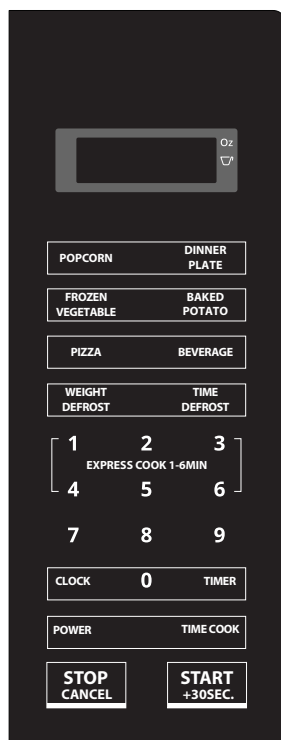 Oz
POPCORN
DINNER
PLATE
FROZEN
VEGETABLE
BAKED
POTATO
PIZZA
BEVERAGE
WEIGHT
DEFROST
TIME
DEFROST
1 2 3
EXPRESS COOK 1-6MIN
4 5 6
7 8 9
CLOCK 0 TIMER
POWER TIME COOK
STOP
CANCEL
START
+30SEC.